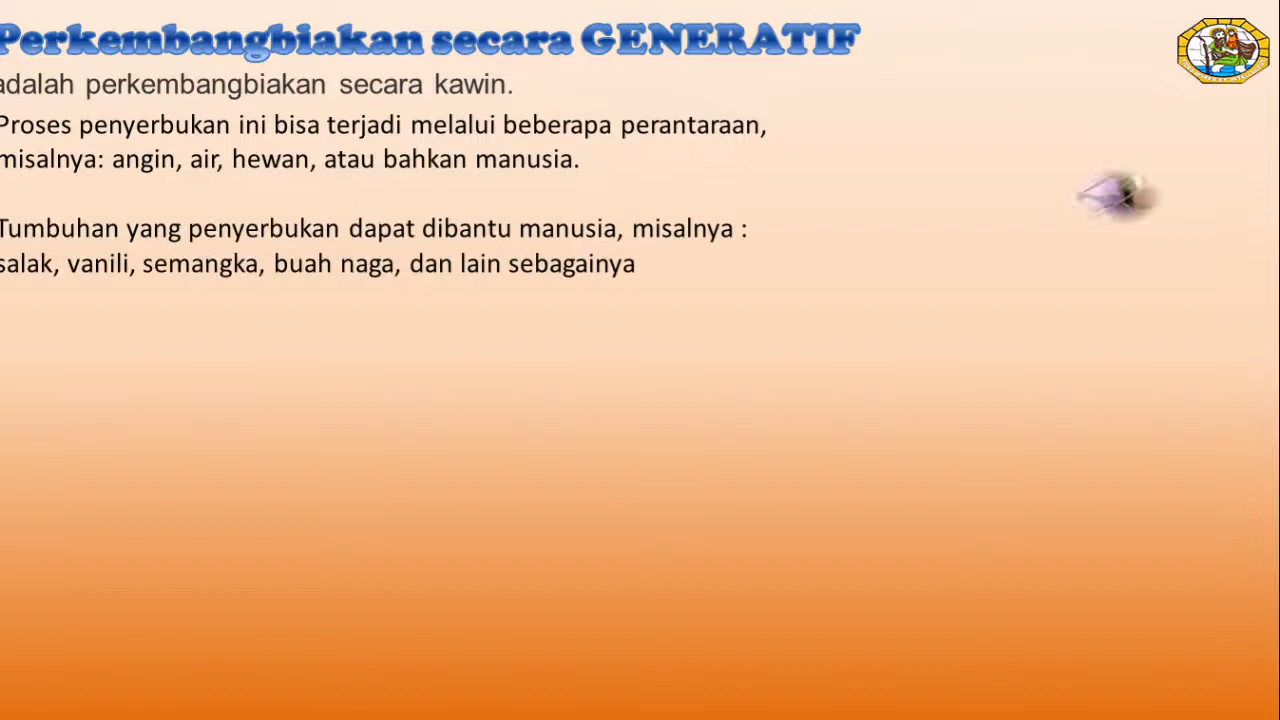 Perkembangbiakan secara GENERATIF
adalah perkembangbiakan secara kawin.
Proses penyerbukan ini bisa terjadi melalui beberapa perantaraan,
misalnya: angin, air, hewan, atau bahkan manusia.
Tumbuhan yang penyerbukan dapat dibantu manusia, misalnya :
salak, vanili, semangka, buah naga, dan lain sebagainya